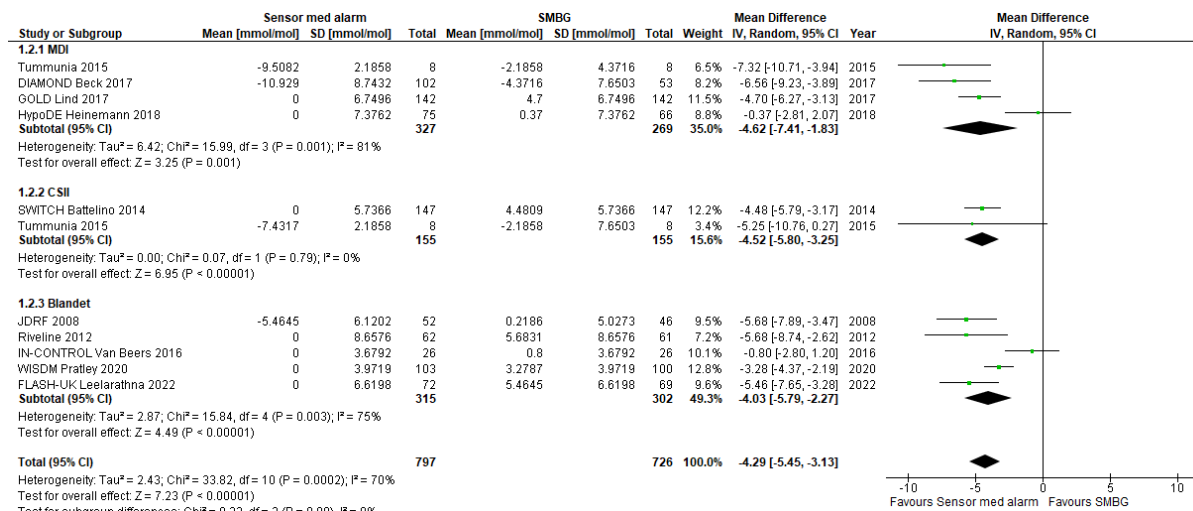 Sensor med alarm SMBG Mean Difference Mean Difference
Study or Subgroup Mean [mmol/mol] SD [mmol/mol] Total Mean [mmol/mol] SD [mmol/mol] Total Weight IV, Random, 95% CI Year IV, Random, 95% CI
1.2.1 MDI
Tummunia 2015 -9.5082 2.1858 8 -2.1858 4.3716 8 6.5% -7.32 [-10.71, -3.94] 2015
DIAMOND Beck 2017 -10.929 8.7432 102 -4.3716 7.6503 53 8.2% -6.56 [-9.23, -3.89] 2017
GOLD Lind 2017 0 6.7496 142 4.7 6.7496 142 11.5% -4.70 [-6.27, -3.13] 2017
HypoDE Heinemann 2018 0 7.3762 75 0.37 7.3762 66 8.8% -0.37 [-2.81, 2.07] 2018
Subtotal (95% CI) 327 269 35.0% -4.62 [-7.41, -1.83]
Heterogeneity: Tau² = 6.42; Chi² = 15.99, df = 3 (P = 0.001); I² = 81%
Test for overall effect: Z = 3.25 (P = 0.001)
1.2.2 CSII
SWITCH Battelino 2014 0 5.7366 147 4.4809 5.7366 147 12.2% -4.48 [-5.79, -3.17] 2014
Tummunia 2015 -7.4317 2.1858 8 -2.1858 7.6503 8 3.4% -5.25 [-10.76, 0.27] 2015
Subtotal (95% CI) 155 155 15.6% -4.52 [-5.80, -3.25]
Heterogeneity: Tau² = 0.00; Chi² = 0.07, df = 1 (P = 0.79); I² = 0%
Test for overall effect: Z = 6.95 (P < 0.00001)
1.2.3 Blandet
JDRF 2008 -5.4645 6.1202 52 0.2186 5.0273 46 9.5% -5.68 [-7.89, -3.47] 2008
Riveline 2012 0 8.6576 62 5.6831 8.6576 61 7.2% -5.68 [-8.74, -2.62] 2012
IN-CONTROL Van Beers 2016 0 3.6792 26 0.8 3.6792 26 10.1% -0.80 [-2.80, 1.20] 2016
WISDM Pratley 2020 0 3.9719 103 3.2787 3.9719 100 12.8% -3.28 [-4.37, -2.19] 2020
FLASH-UK Leelarathna 2022 0 6.6198 72 5.4645 6.6198 69 9.6% -5.46 [-7.65, -3.28] 2022
Subtotal (95% CI) 315 302 49.3% -4.03 [-5.79, -2.27]
Heterogeneity: Tau² = 2.87; Chi² = 15.84, df = 4 (P = 0.003); I² = 75%
Test for overall effect: Z = 4.49 (P < 0.00001)
Total (95% CI) 797 726 100.0% -4.29 [-5.45, -3.13]
Heterogeneity: Tau² = 2.43; Chi² = 33.82, df = 10 (P = 0.0002); I² = 70%
-10 -5 0 5 10
Test for overall effect: Z = 7.23 (P < 0.00001)
Favours Sensor med alarm Favours SMBG
Test for subgroup differences: